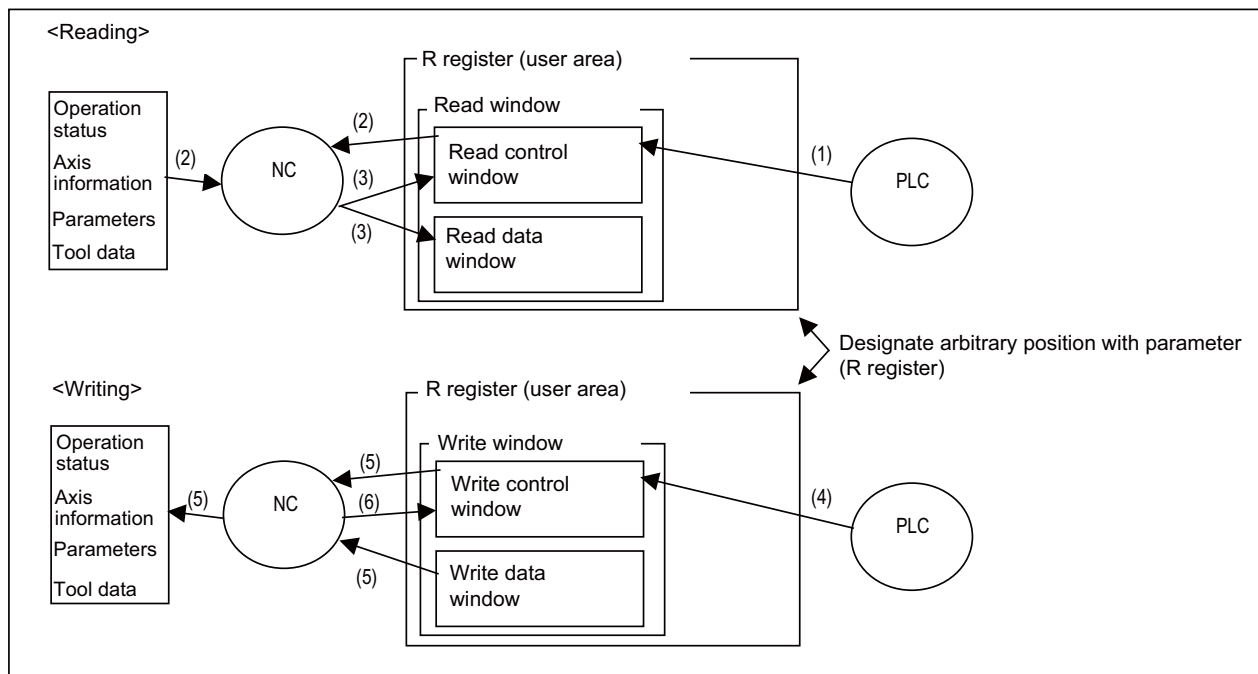 <Reading>
R register (user area)
Read window
Operation
status
Axis
information
Parameters
Tool data
(2)
NC
(2)
(3)
(3)
Read control
window
Read data
window
(1)
PLC
Designate arbitrary position with parameter
(R register)
<Writing>
R register (user area)
Write window
Operation
status
Axis
information
Parameters
Tool data
(5)
NC
(5)
(6)
(5)
Write control
window
Write data
window
(4)
PLC